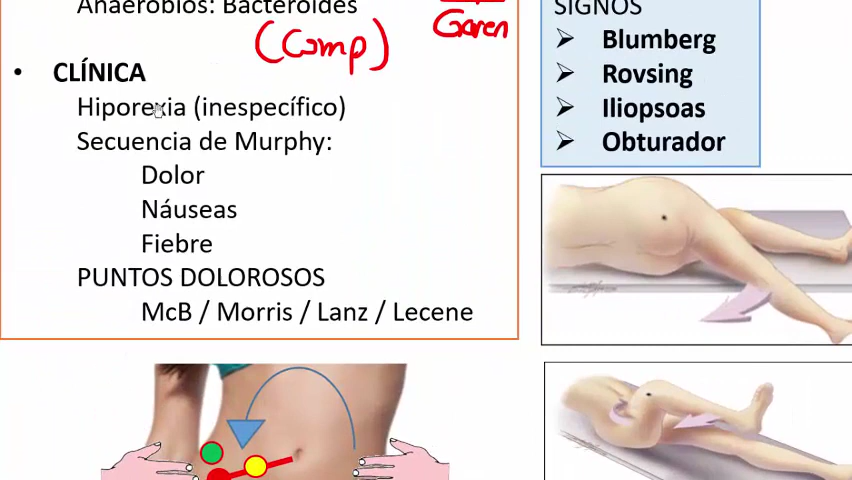 Anaerobios: Bacteroides
(Comp)
• CLÍNICA
Hiporexia (inespecífico)
Secuencia de Murphy:
Dolor
Náuseas
Fiebre
PUNTOS DOLOROSOS
McB / Morris / Lanz / Lecene
SIGNOS
Blumberg
Rovsing
Iliopsoas
Obturador